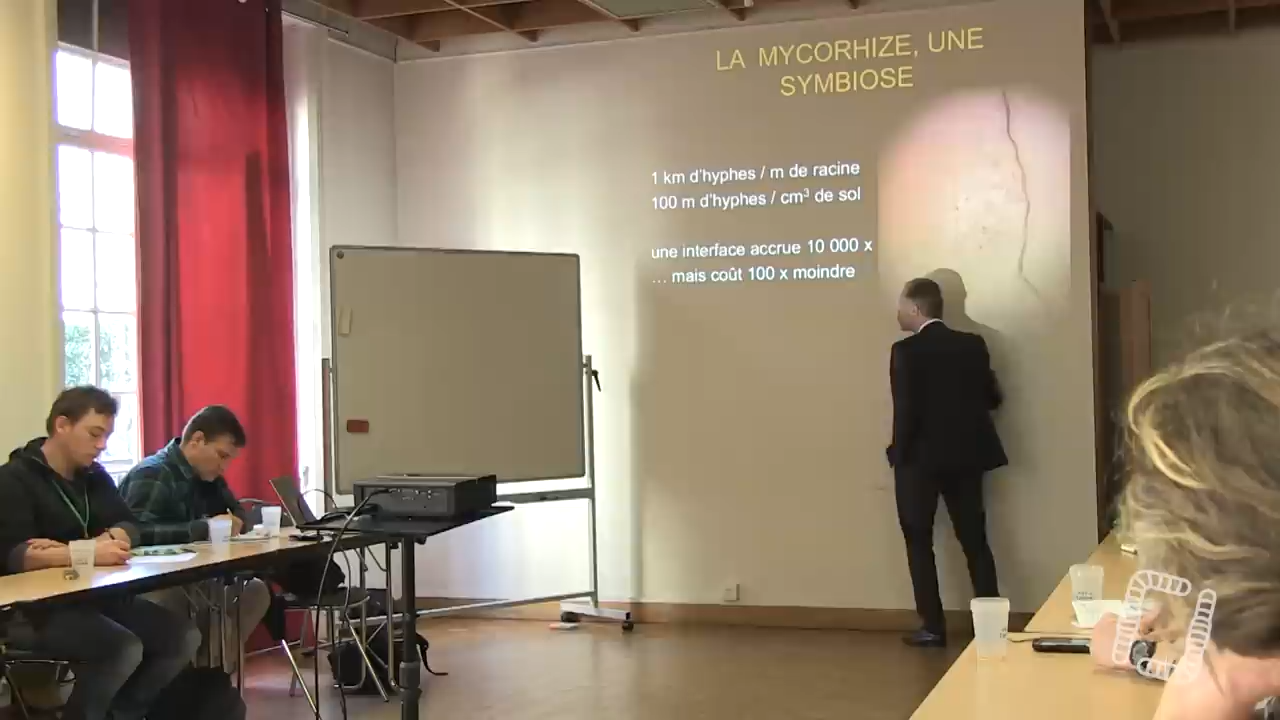 LA MYCORHIZE, UNE
SYMBIOSE
1 km d'hyphes / m de racine
100 m d'hyphes / cm³ de sol
une interface accrue 10 000 x
... mais coût 100 x moindre